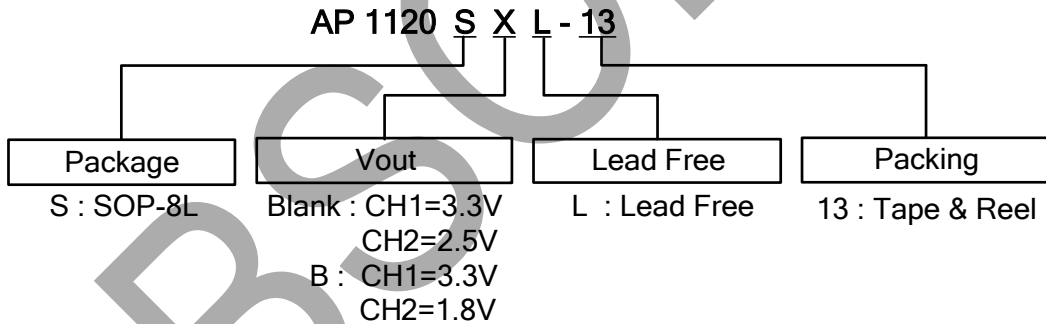 AP 1120 S X L - 13
Package
S : SOP-8L
Vout
Blank : CH1=3.3V
CH2=2.5V
B : CH1=3.3V
CH2=1.8V
Lead Free
L : Lead Free
Packing
13 : Tape & Reel